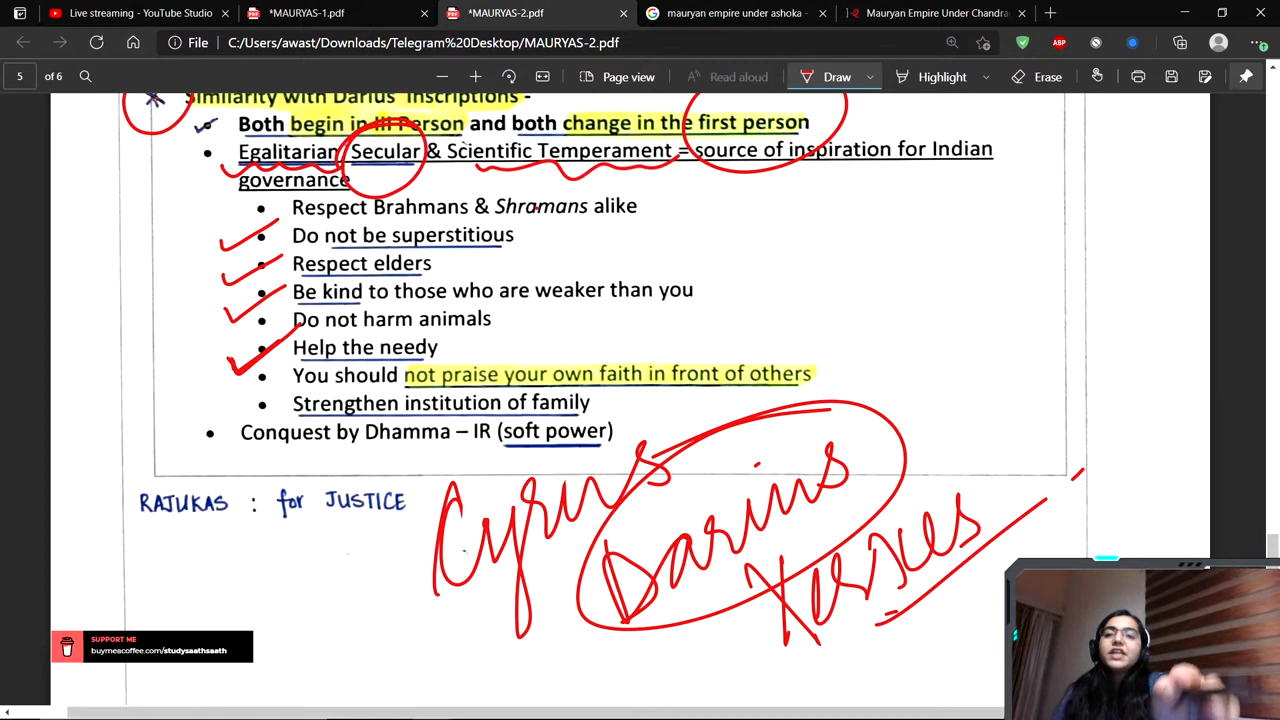 Live streaming - YouTube Studio
*MAURYAS-1.pdf
*MAURYAS-2.pdf
mauryan empire under ashoka -
Mauryan Empire Under Chandra
File
C:/Users/awast/Downloads/Telegram%20Desktop/MAURYAS-2.pdf
ABP
5 of 6
Page view
Read aloud
Draw
Highlight
Erase
Similarity with Darius' Inscriptions -
Both begin in III Person and both change in the first person
Egalitarian Secular & Scientific Temperament = source of inspiration for Indian
governance
Respect Brahmans & Shramans alike
Do not be superstitious
Respect elders
Be kind to those who are weaker than you
Do not harm animals
Help the needy
You should not praise your own faith in front of others
Strengthen institution of family
Conquest by Dhamma – IR (soft power)
RAJUKAS : for JUSTICE
Cyrus
Darius
Xerxes
SUPPORT ME
buymeacoffee.com/studysaathsaath